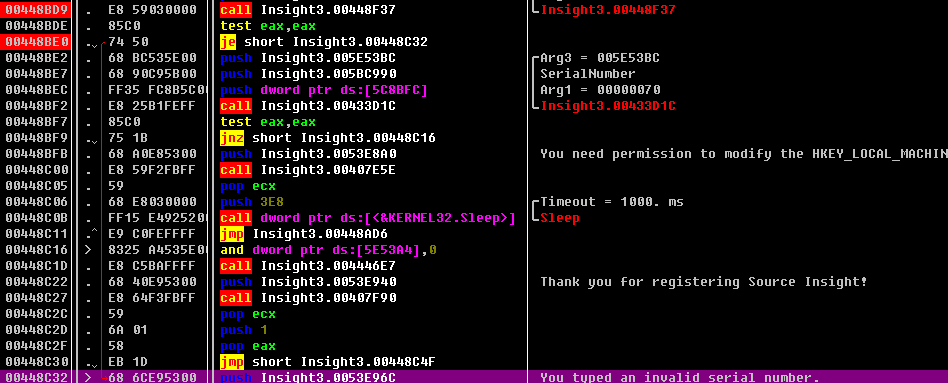 00448BD9 . E8 59030000 call Insight3.00448F37 Insight3.00448F37
00448BDE . 85C0 test eax,eax
00448BE0 . 74 50 je short Insight3.00448C32
00448BE2 . 68 BC535E00 push Insight3.005E53BC Arg3 = 005E53BC
00448BE7 . 68 90C95B00 push Insight3.005BC990 SerialNumber
00448BEC . FF35 FC8B5C00 push dword ptr ds:[5C8BFC] Arg1 = 00000070
00448BF2 . E8 25B1FEFF call Insight3.00433D1C Insight3.00433D1C
00448BF7 . 85C0 test eax,eax
00448BF9 . 75 1B jnz short Insight3.00448C16
00448BFB . 68 A0E85300 push Insight3.0053E8A0 You need permission to modify the HKEY_LOCAL_MACHIN
00448C00 . E8 59F2FBFF call Insight3.00407E5E
00448C05 . 59 pop ecx
00448C06 . 68 E8030000 push 3E8 Timeout = 1000. ms
00448C0B . FF15 E4925200 call dword ptr ds:[<&KERNEL32.Sleep>] Sleep
00448C11 .^ E9 C0FEFFFF jmp Insight3.00448AD6
00448C16 > 8325 A4535E00 and dword ptr ds:[5E53A4],0
00448C1D . E8 C5BAFFFF call Insight3.004446E7
00448C22 . 68 40E95300 push Insight3.0053E940 Thank you for registering Source Insight!
00448C27 . E8 64F3FBFF call Insight3.00407F90
00448C2C . 59 pop ecx
00448C2D . 6A 01 push 1
00448C2F . 58 pop eax
00448C30 . EB 1D jmp short Insight3.00448C4F
00448C32 > 68 6CE95300 push Insight3.0053E96C You typed an invalid serial number.